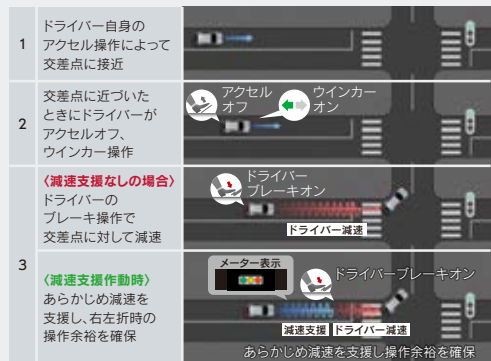 1
ドライバー自身の
アクセル操作によって
交差点に接近
2
交差点に近づいた
ときにドライバーが
アクセルオフ、
ウインカー操作
アクセル
オフ
ウインカー
オン
3
〈減速支援なしの場合〉
ドライバーの
ブレーキ操作で
交差点に対して減速
ドライバー
ブレーキオン
ドライバー減速
〈減速支援作動時〉
あらかじめ減速を
支援し、右左折時の
操作余裕を確保
メーター表示
ドライバーブレーキオン
減速支援
ドライバー減速
あらかじめ減速を支援し操作余裕を確保